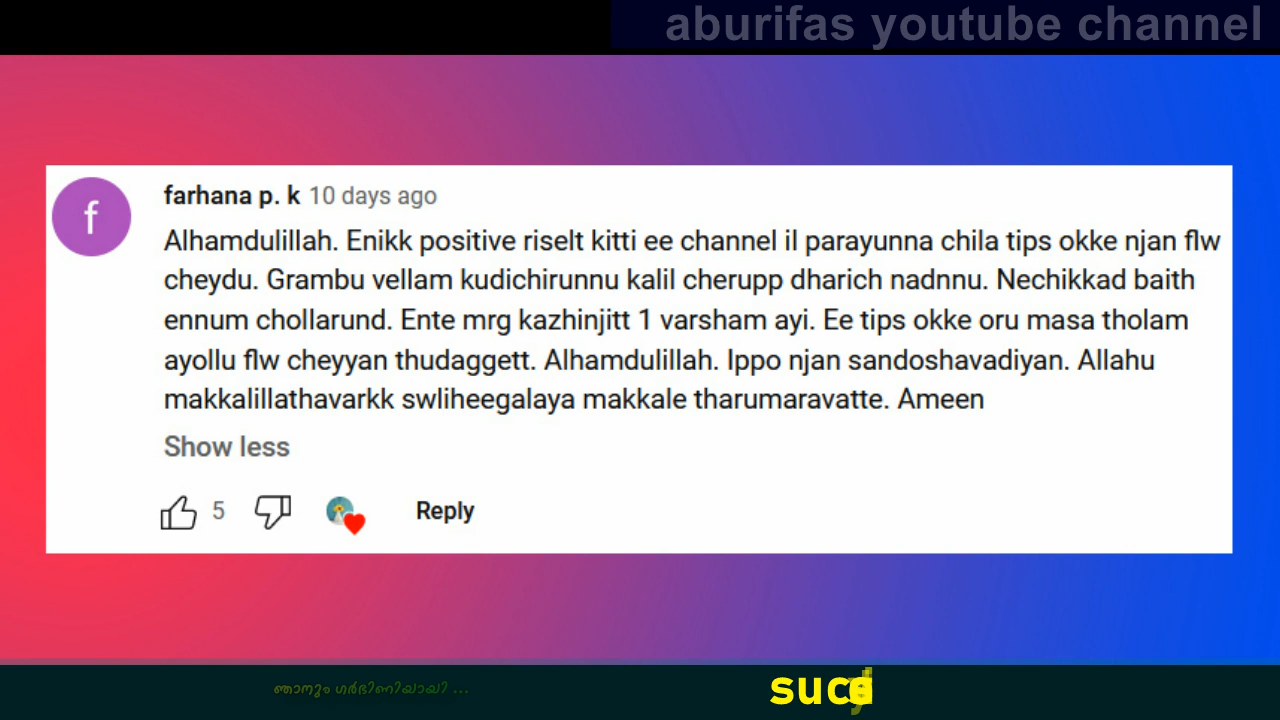 aburifas youtube channel
f
farhana p. k 10 days ago
Alhamdulillah. Enikk positive riselt kitti ee channel il parayunna chila tips okke njan flw
cheydu. Grambu vellam kudichirunnu kalil cherupp dharich nadnnu. Nechikkad baith
ennum chollarund. Ente mrg kazhinjitt 1 varsham ayi. Ee tips okke oru masa tholam
ayollu flw cheyyan thudaggett. Alhamdulillah. Ippo njan sandoshavadiyan. Allahu
makkalillathavarkk swliheegalaya makkale tharumaravatte. Ameen
Show less
5 Reply
ഞാനും ഗർഭിണിയായി ...